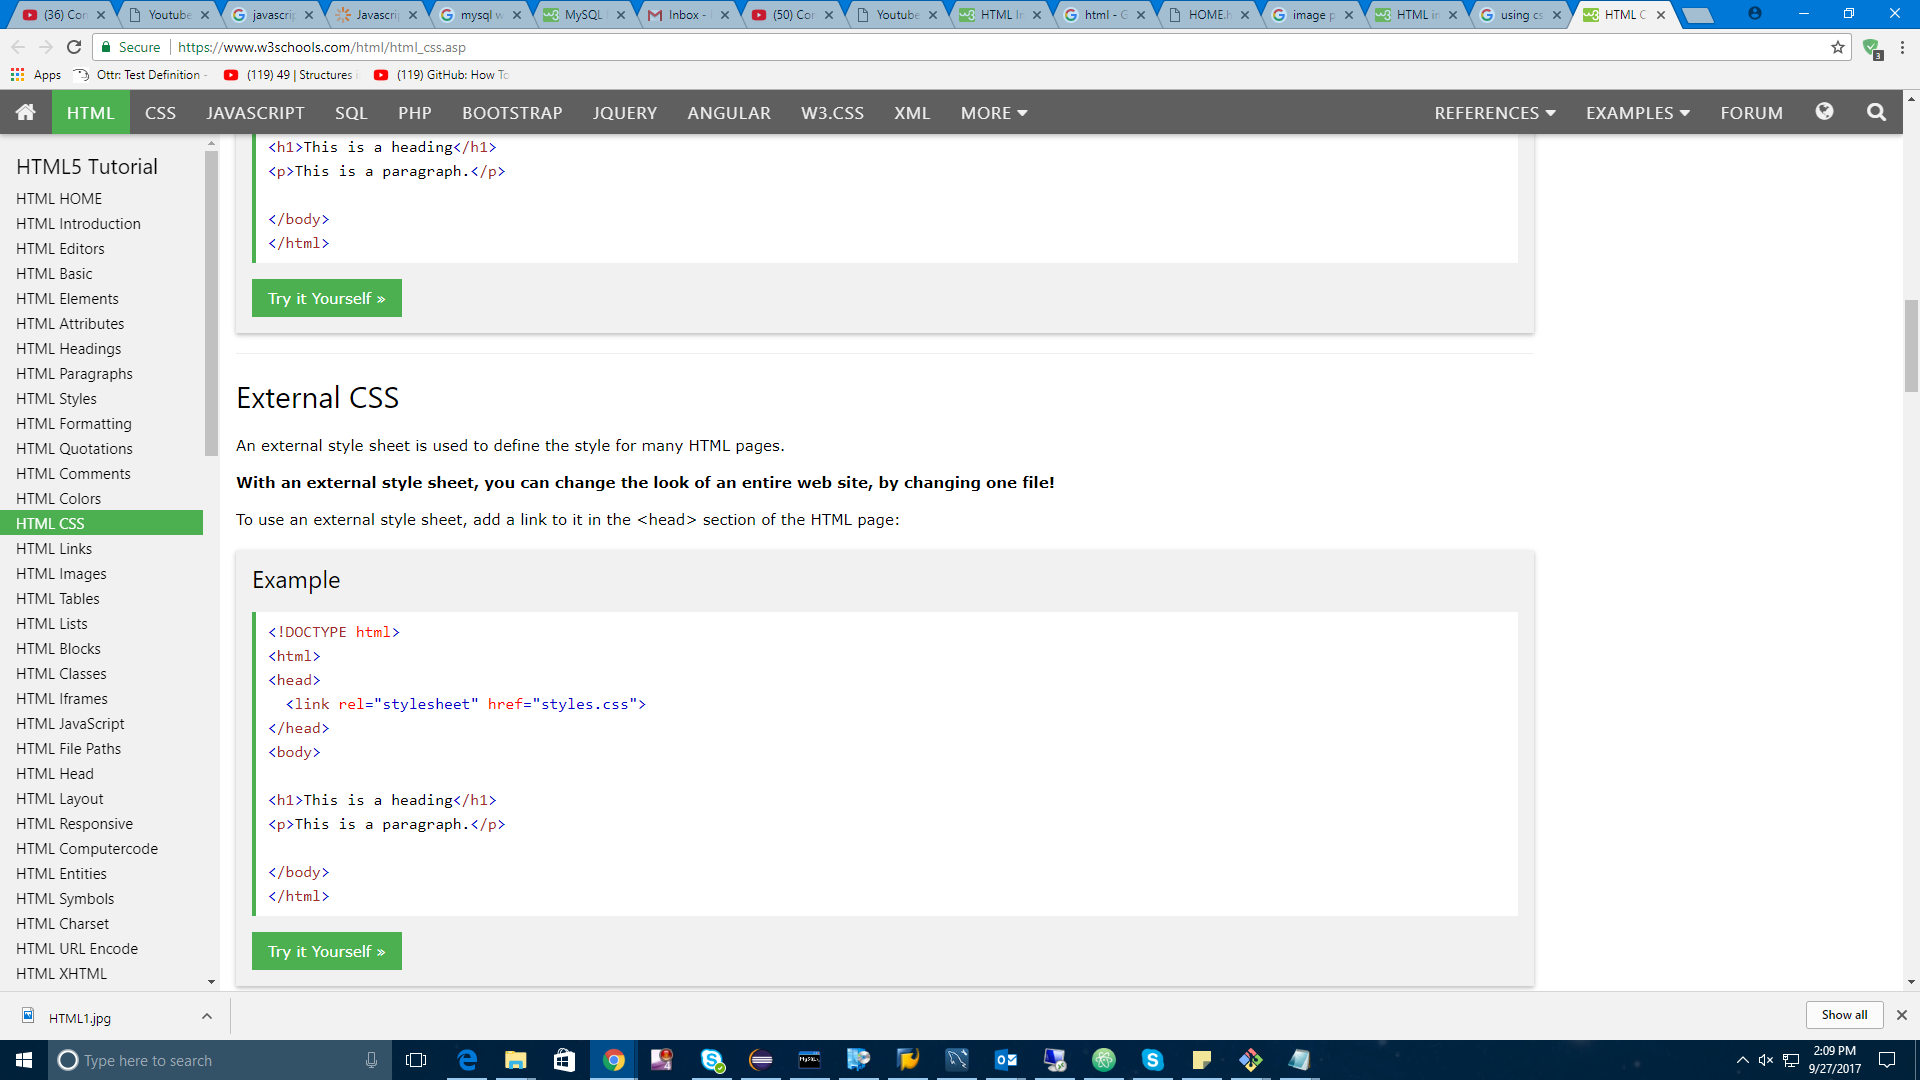 (36) Con
Youtube
javascrip
Javascrip
mysql w
MySQL
Inbox -
(50) Con
Youtube
HTML In
html - G
HOME.h
image p
HTML in
using cs
HTML C
Secure
https://www.w3schools.com/html/html_css.asp
3
Apps
Ottr: Test Definition -
(119) 49 | Structures i
(119) GitHub: How To
HTML
CSS
JAVASCRIPT
SQL
PHP
BOOTSTRAP
JQUERY
ANGULAR
W3.CSS
XML
MORE
REFERENCES
EXAMPLES
FORUM
HTML5 Tutorial
HTML HOME
HTML Introduction
HTML Editors
HTML Basic
HTML Elements
HTML Attributes
HTML Headings
HTML Paragraphs
HTML Styles
HTML Formatting
HTML Quotations
HTML Comments
HTML Colors
HTML CSS
HTML Links
HTML Images
HTML Tables
HTML Lists
HTML Blocks
HTML Classes
HTML Iframes
HTML JavaScript
HTML File Paths
HTML Head
HTML Layout
HTML Responsive
HTML Computercode
HTML Entities
HTML Symbols
HTML Charset
HTML URL Encode
HTML XHTML
<h1>This is a heading</h1>
<p>This is a paragraph.</p>
</body>
</html>
Try it Yourself »
External CSS
An external style sheet is used to define the style for many HTML pages.
With an external style sheet, you can change the look of an entire web site, by changing one file!
To use an external style sheet, add a link to it in the <head> section of the HTML page:
Example
<!DOCTYPE html>
<html>
<head>
<link rel="stylesheet" href="styles.css">
</head>
<body>
<h1>This is a heading</h1>
<p>This is a paragraph.</p>
</body>
</html>
Try it Yourself »
HTML1.jpg
Show all
Type here to search
2:09 PM
9/27/2017